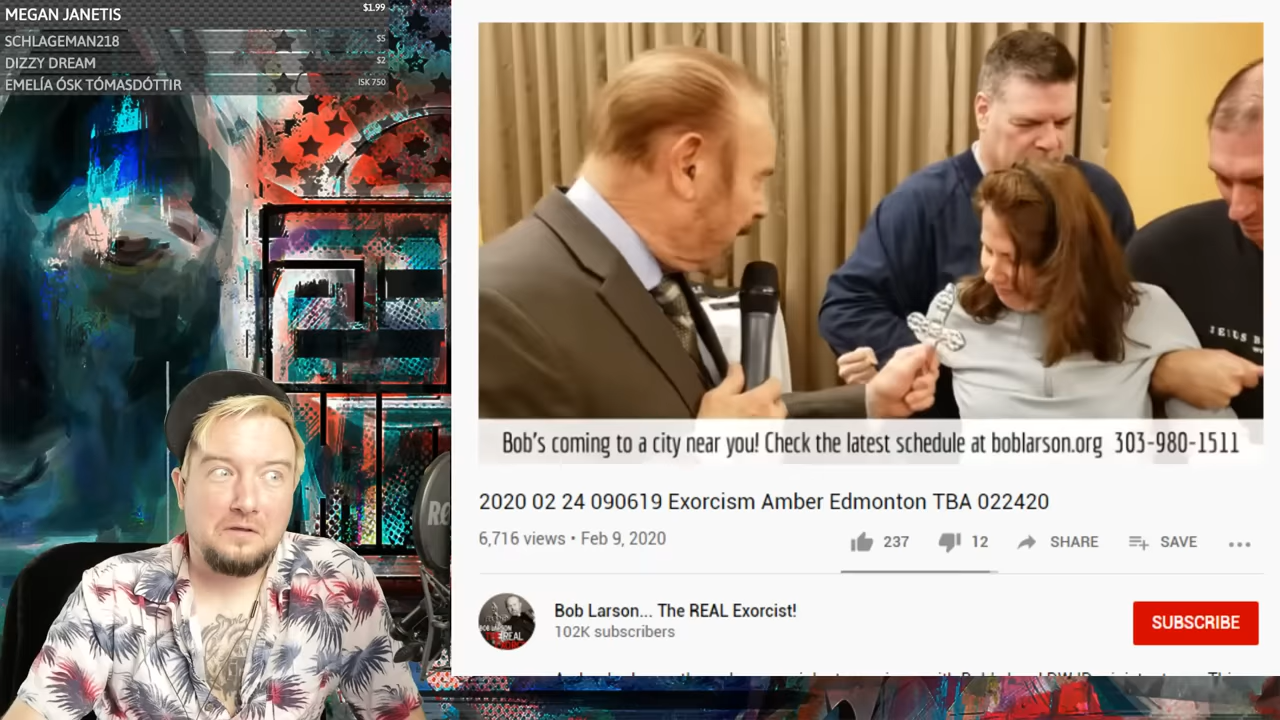 MEGAN JANETIS $1.99
SCHLAGEMAN218 $5
DIZZY DREAM $2
EMELÍA ÓSK TÓMASDÓTTIR ISK 750
Bob's coming to a city near you! Check the latest schedule at boblarson.org 303-980-1511
2020 02 24 090619 Exorcism Amber Edmonton TBA 022420
6,716 views • Feb 9, 2020
237
12
SHARE
SAVE
Bob Larson... The REAL Exorcist!
102K subscribers
SUBSCRIBE